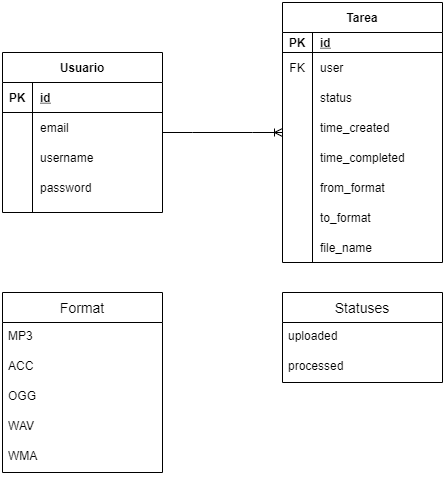 Usuario
PK id
email
username
password
Tarea
PK id
FK user
status
time_created
time_completed
from_format
to_format
file_name
Format
MP3
ACC
OGG
WAV
WMA
Statuses
uploaded
processed